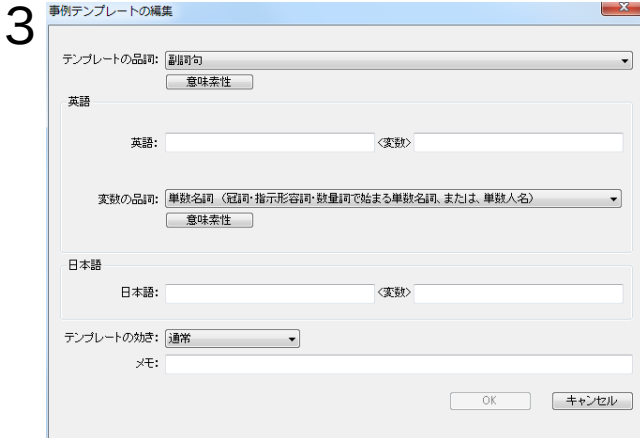 3
事例テンプレートの編集
テンプレートの品詞: 副詞句
意味素性
英語
英語: <変数>
変数の品詞: 単数名詞 (冠詞・指示形容詞・数量詞で始まる単数名詞、または、単数人名)
意味素性
日本語
日本語: <変数>
テンプレートの効き: 通常
メモ:
OK キャンセル